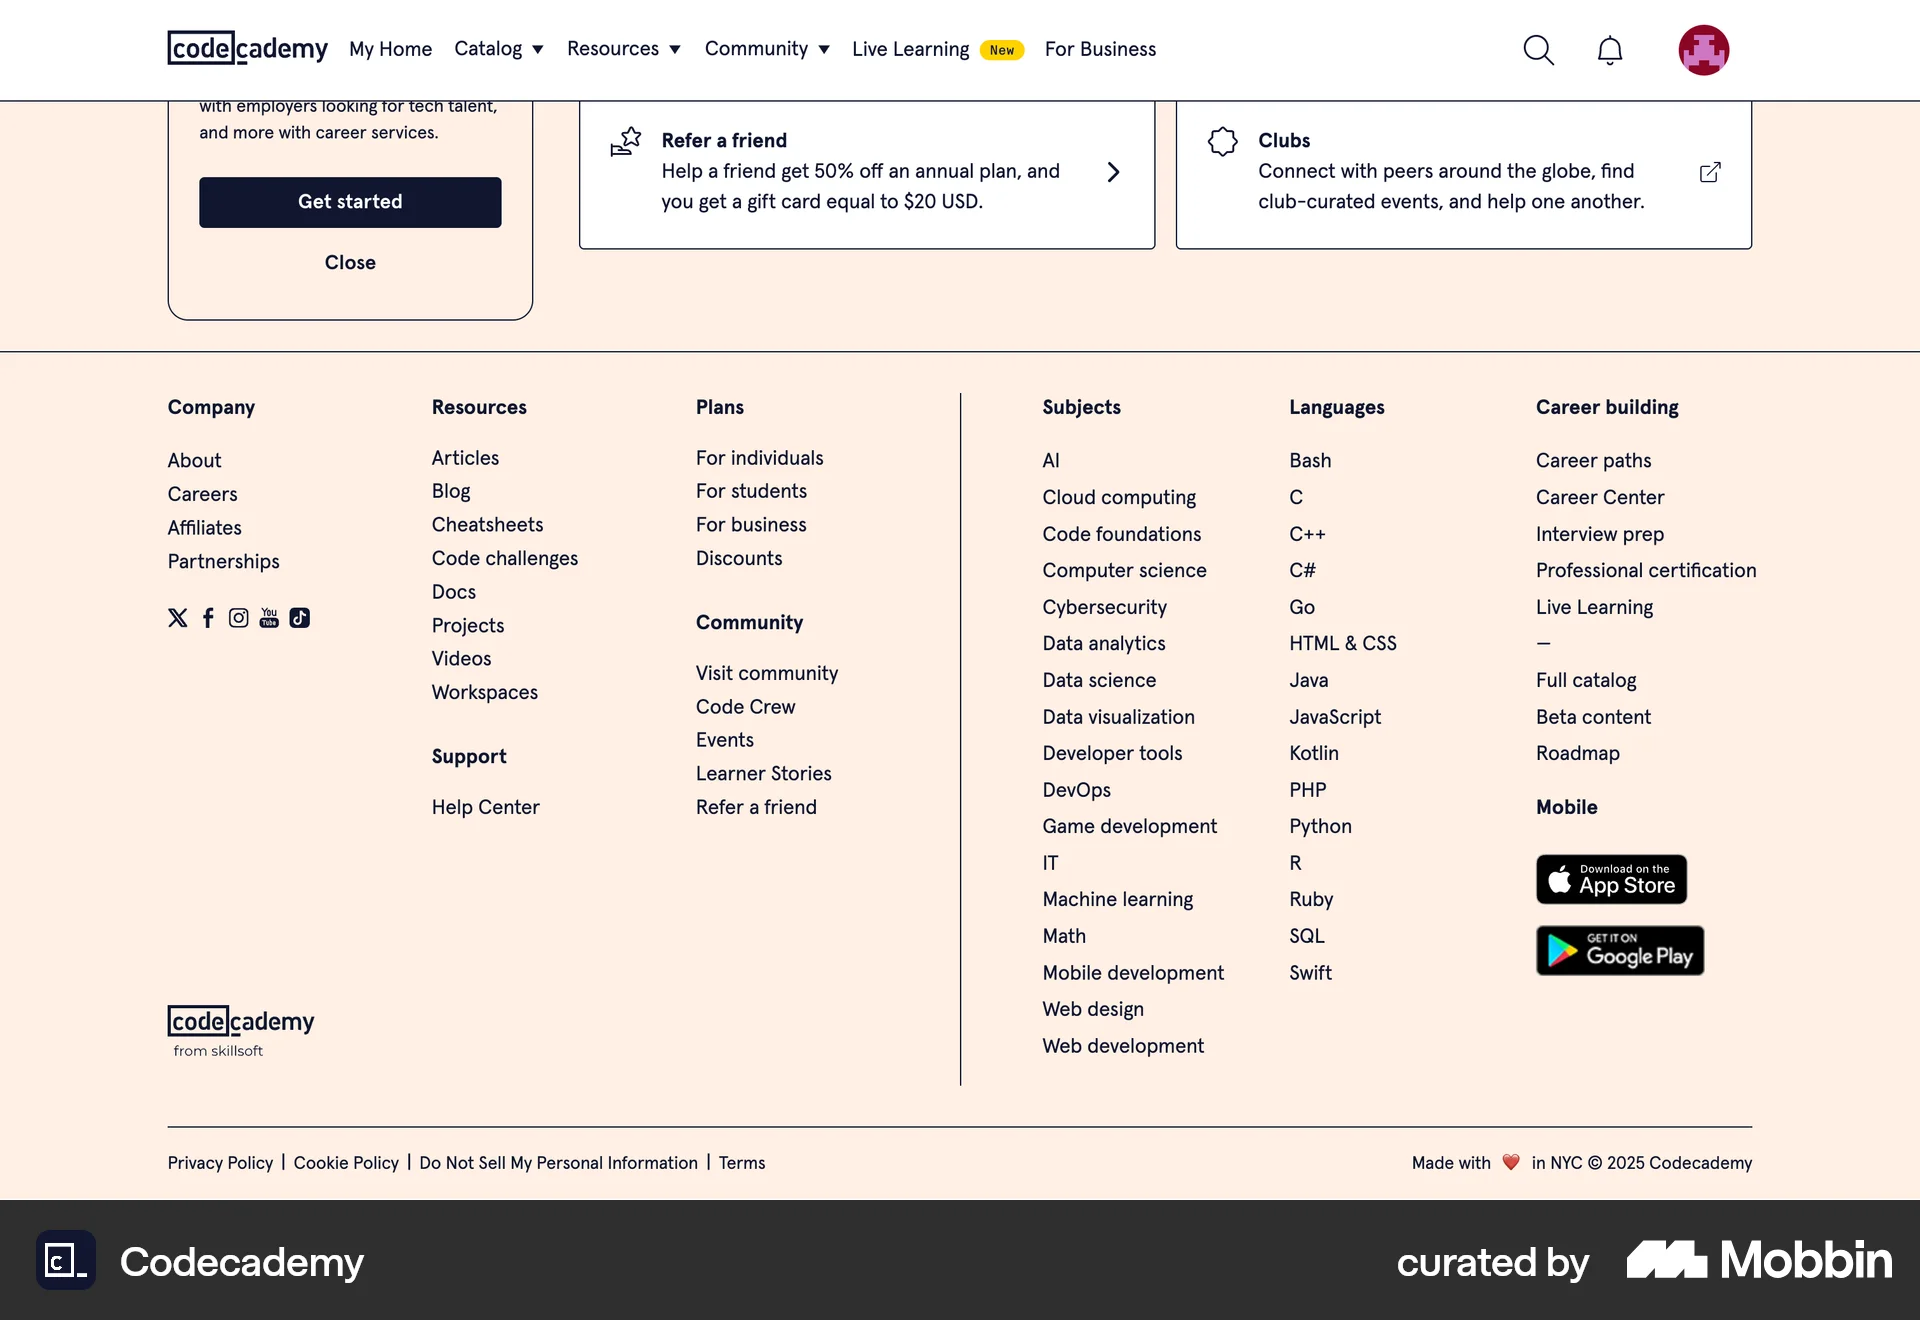 codecademy
My Home
Catalog
Resources
Community
Live Learning
New
For Business
with employers looking for tech talent,
and more with career services.
Get started
Close
Refer a friend
Help a friend get 50% off an annual plan, and
you get a gift card equal to $20 USD.
Clubs
Connect with peers around the globe, find
club-curated events, and help one another.
Company
About
Careers
Affiliates
Partnerships
Resources
Articles
Blog
Cheatsheets
Code challenges
Docs
Projects
Videos
Workspaces
Support
Help Center
Plans
For individuals
For students
For business
Discounts
Community
Visit community
Code Crew
Events
Learner Stories
Refer a friend
Subjects
AI
Cloud computing
Code foundations
Computer science
Cybersecurity
Data analytics
Data science
Data visualization
Developer tools
DevOps
Game development
IT
Machine learning
Math
Mobile development
Web design
Web development
Languages
Bash
C
C++
C#
Go
HTML & CSS
Java
JavaScript
Kotlin
PHP
Python
R
Ruby
SQL
Swift
Career building
Career paths
Career Center
Interview prep
Professional certification
Live Learning
—
Full catalog
Beta content
Roadmap
Mobile
Download on the
App Store
GET IT ON
Google Play
codecademy
from skillsoft
Privacy Policy | Cookie Policy | Do Not Sell My Personal Information | Terms
Made with ❤️ in NYC © 2025 Codecademy
Codecademy
curated by
Mobbin